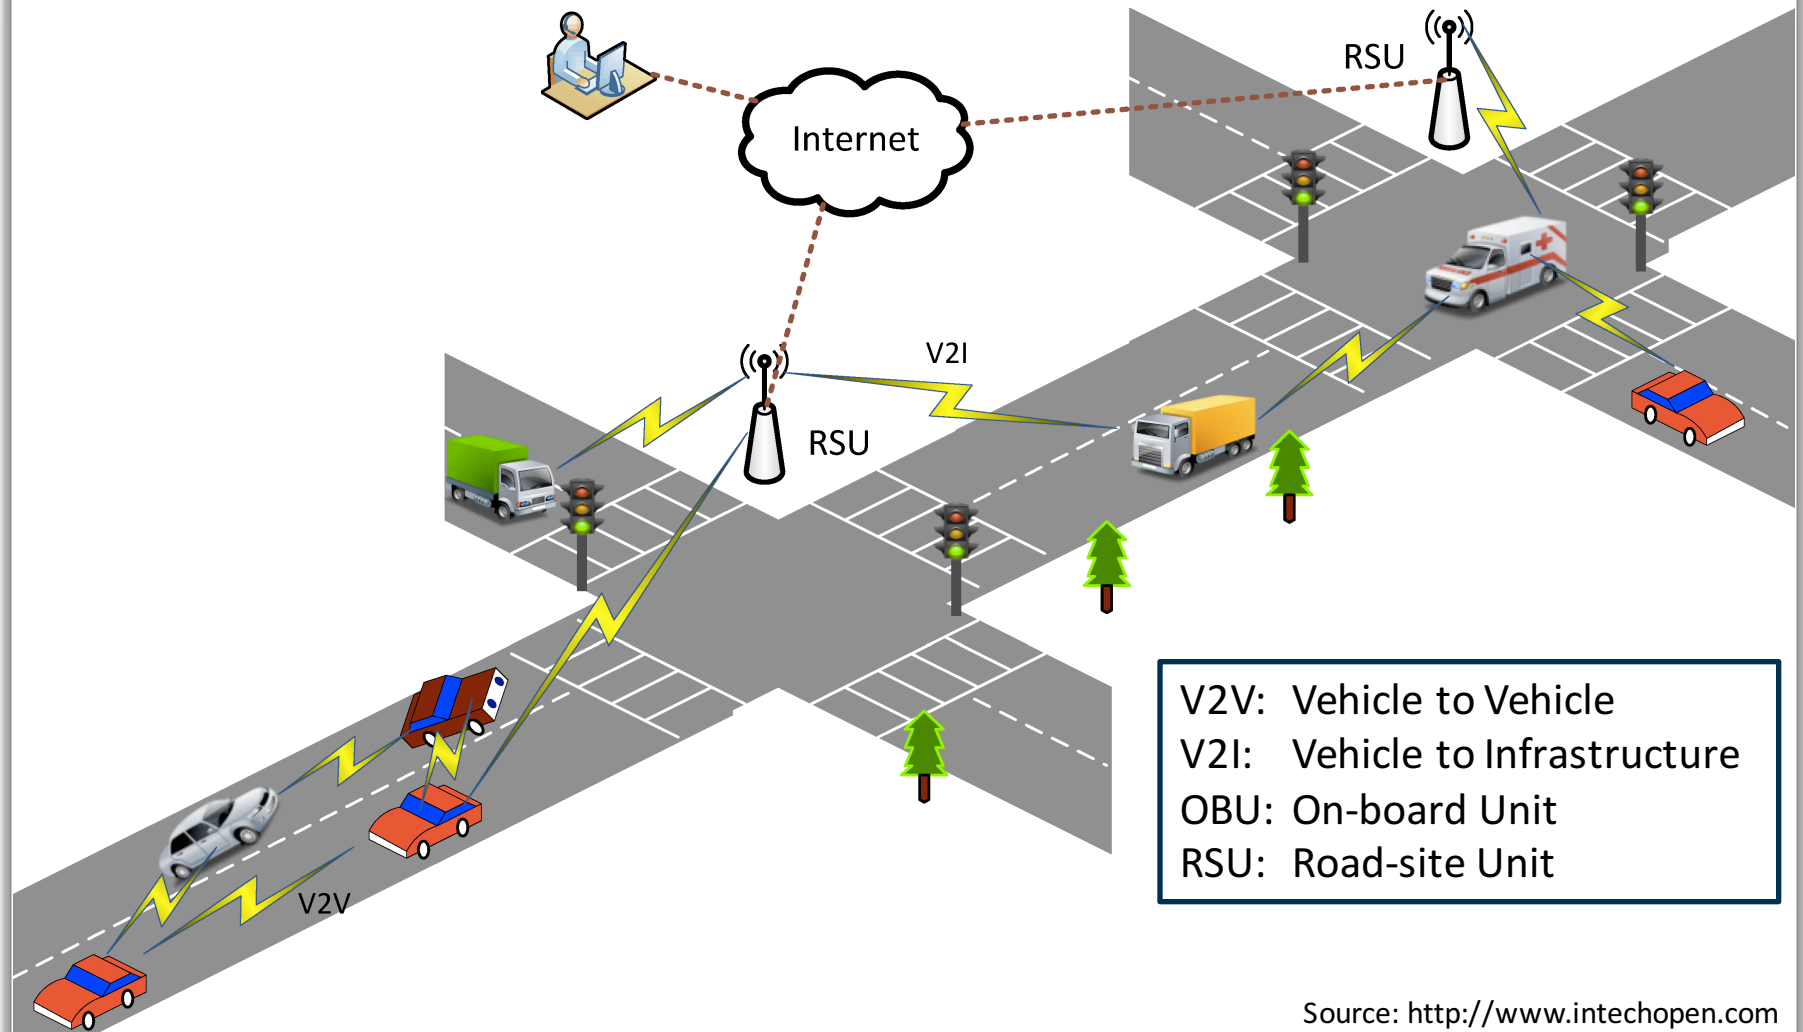 RSU
Internet
V2I
RSU
V2V
V2V: Vehicle to Vehicle
V2I: Vehicle to Infrastructure
OBU: On-board Unit
RSU: Road-site Unit
Source: http://www.intechopen.com